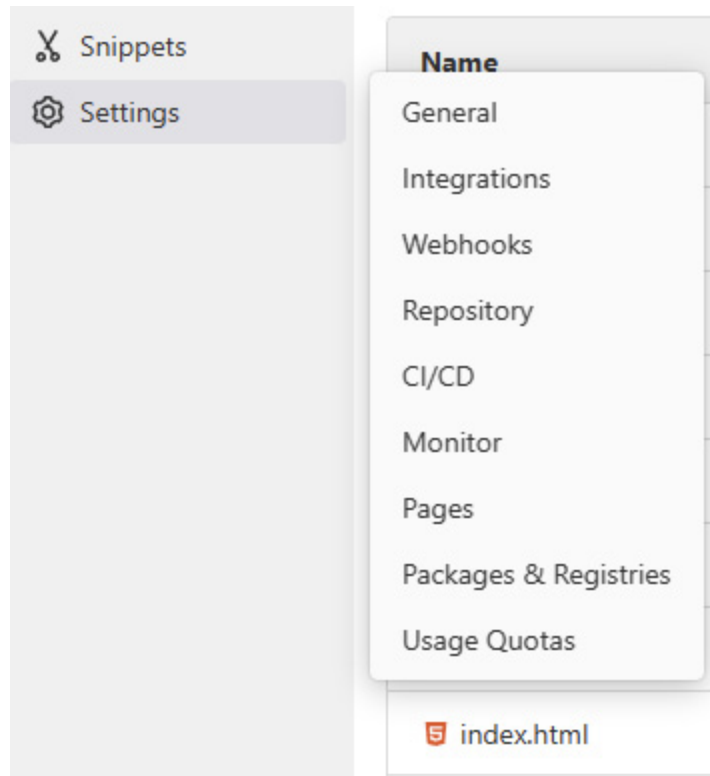 Snippets
Settings
Name
General
Integrations
Webhooks
Repository
CI/CD
Monitor
Pages
Packages & Registries
Usage Quotas
index.html